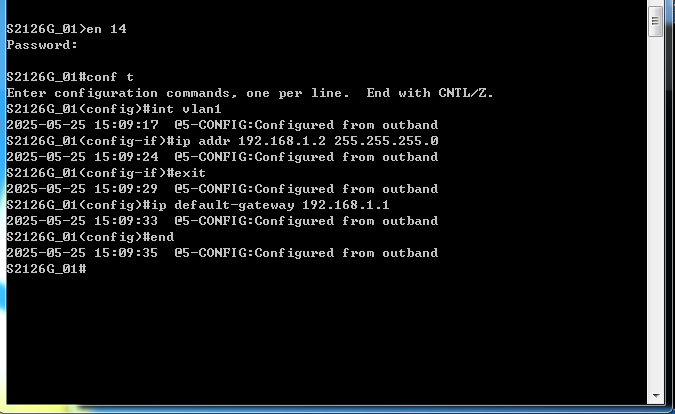 S2126G_01>en 14
Password:
S2126G_01#conf t
Enter configuration commands, one per line.  End with CNTL/Z.
S2126G_01(config)#int vlan1
2025-05-25 15:09:17  @5-CONFIG:Configured from outband
S2126G_01(config-if)#ip addr 192.168.1.2 255.255.255.0
2025-05-25 15:09:24  @5-CONFIG:Configured from outband
S2126G_01(config-if)#exit
2025-05-25 15:09:29  @5-CONFIG:Configured from outband
S2126G_01(config)#ip default-gateway 192.168.1.1
2025-05-25 15:09:33  @5-CONFIG:Configured from outband
S2126G_01(config)#end
2025-05-25 15:09:35  @5-CONFIG:Configured from outband
S2126G_01#